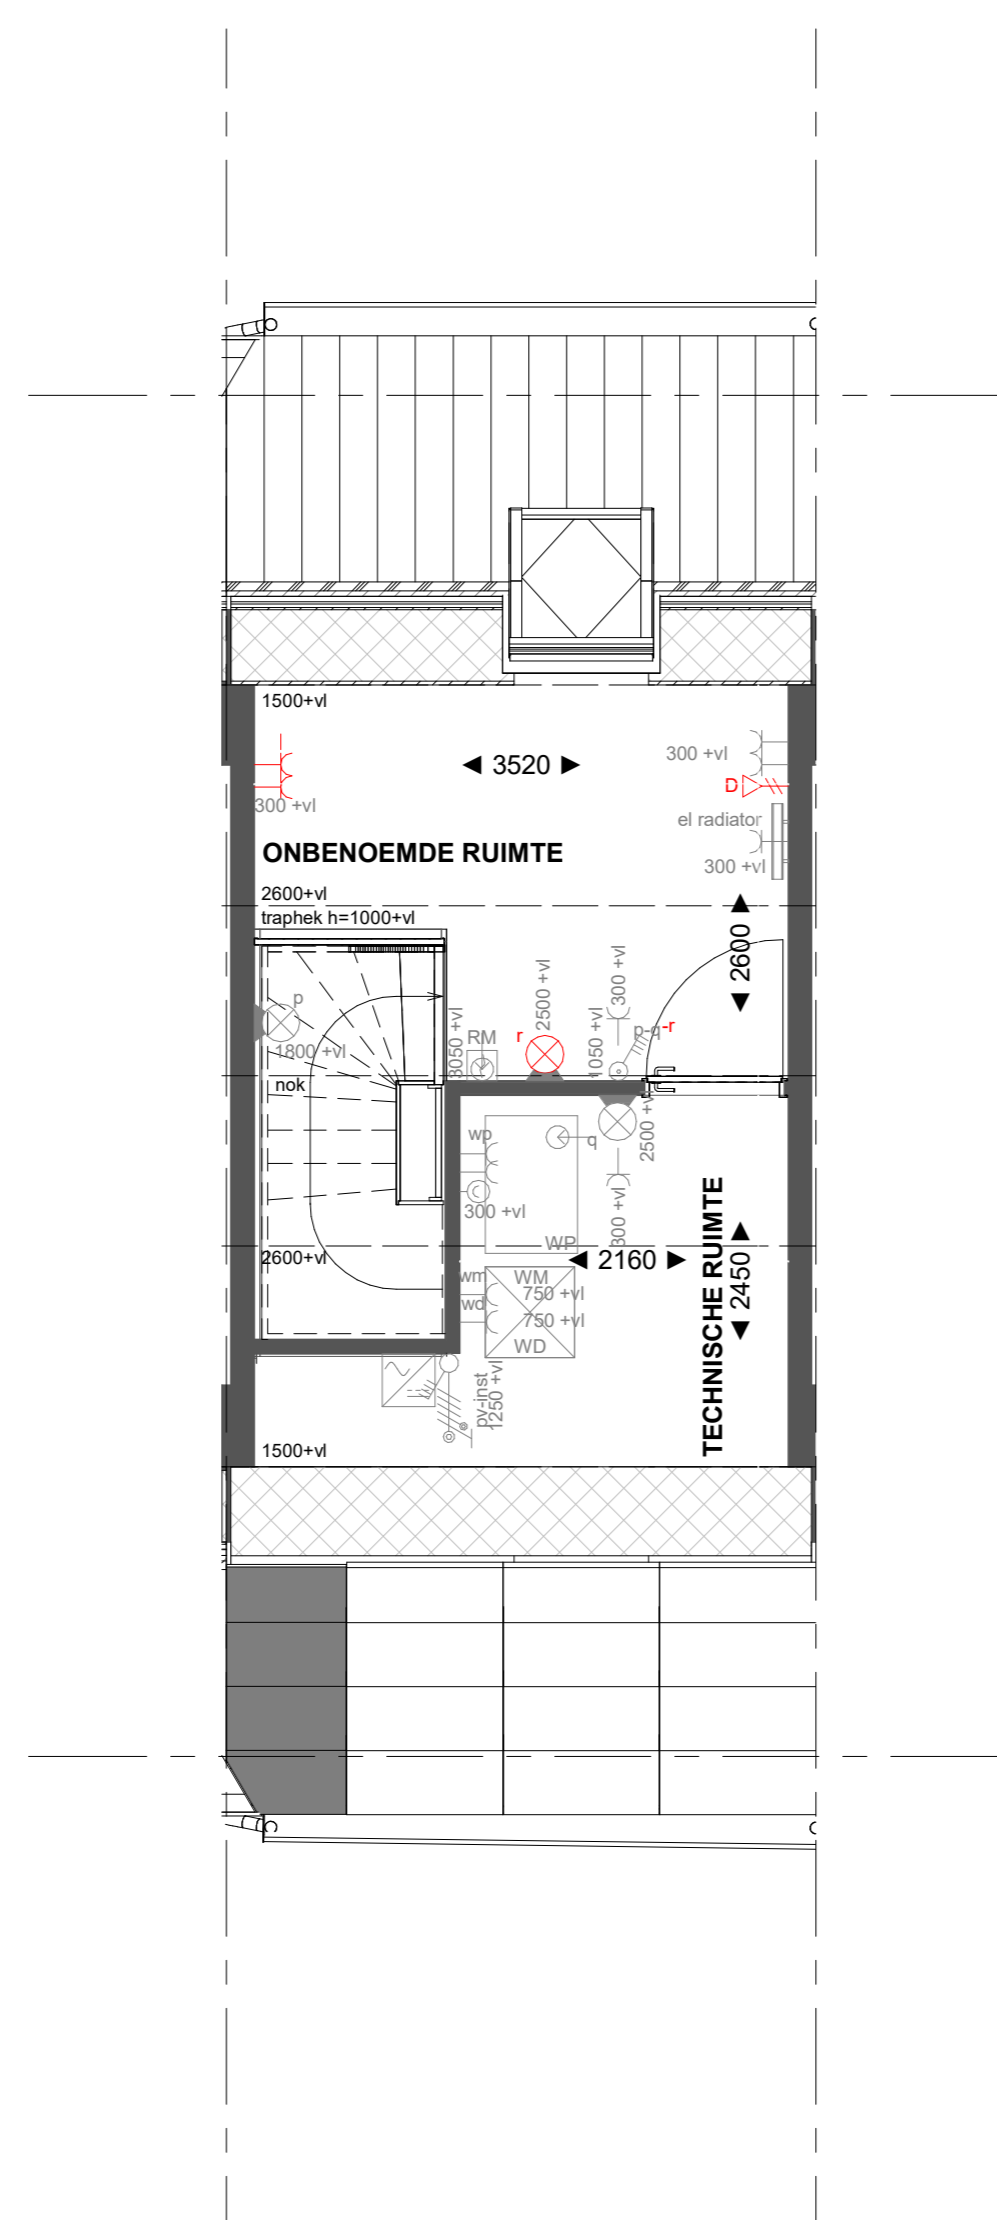 1500+vl
3520
300 +vl
300 +vl
D
el radiator
300 +vl
ONBENOEMDE RUIMTE
2600+vl
traphek h=1000+vl
2600
p
1800 +vl
nok
3050 +vl
RM
r
2500 +vl
1050 +vl
300 +vl
p-q-r
wp
q
2500 +vl
300 +vl
WP
300 +vl
2600+vl
2160
2450
TECHNISCHE RUIMTE
wm
WM
750 +vl
wd
750 +vl
WD
pv-inst
1250 +vl
1500+vl